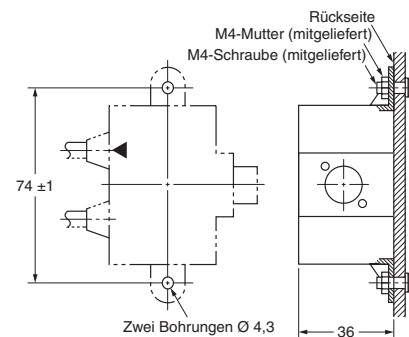 Rückseite
M4-Mutter (mitgeliefert)
M4-Schraube (mitgeliefert)
74 ±1
Zwei Bohrungen Ø 4,3
36